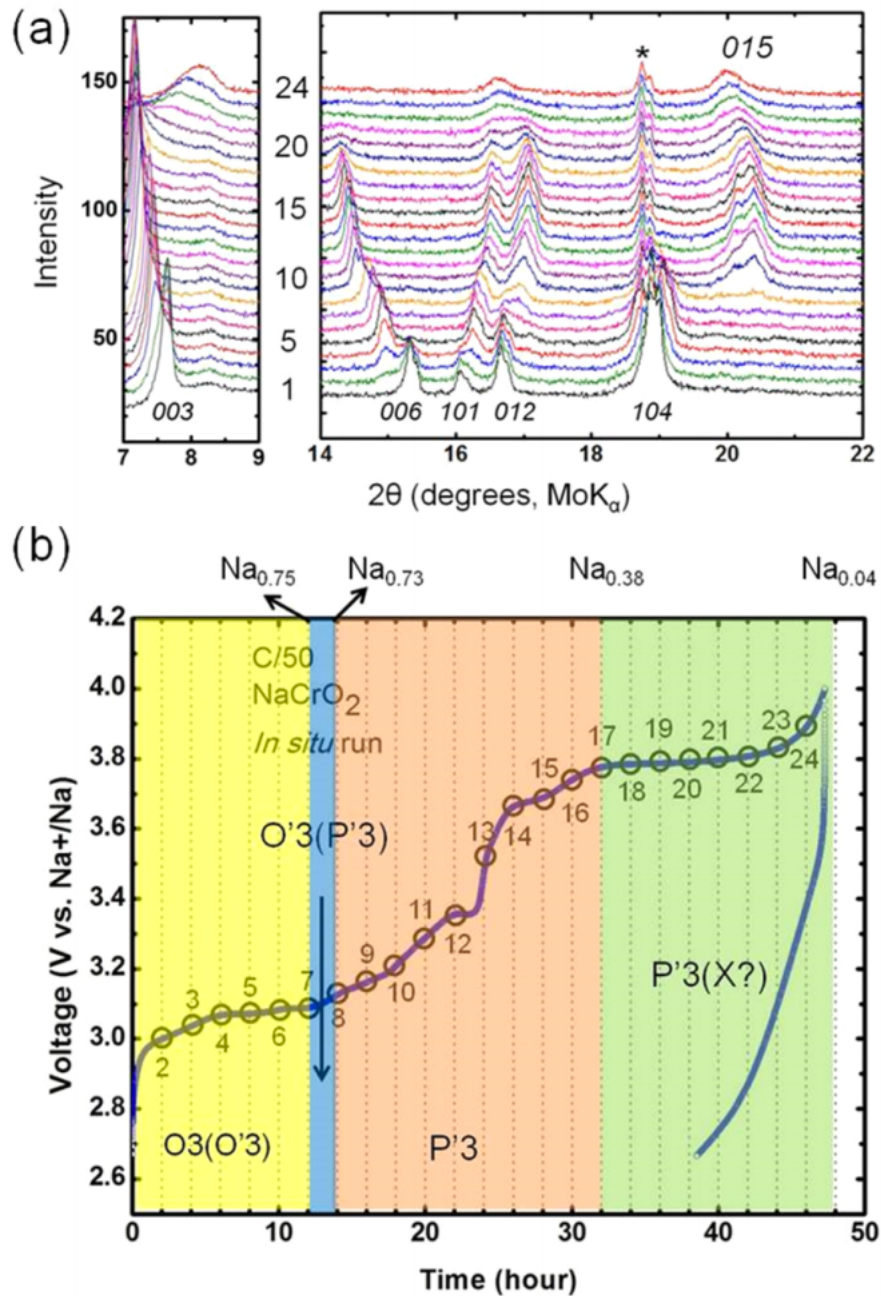 (a)
* 015
150
100
50
Intensity
24
20
15
10
5
1
003
006 101 012 104
7 8 9 14 16 18 20 22
2θ (degrees, MoKα)
(b)
Na0.75 Na0.73 Na0.38 Na0.04
4.2
4.0
3.8
3.6
3.4
3.2
3.0
2.8
2.6
Voltage (V vs. Na+/Na)
C/50
NaCrO2
In situ run
O'3(P'3)
O3(O'3)
P'3
P'3(X?)
2
3
4
5
6
7
8
9
10
11
12
13
14
15
16
17
18
19
20
21
22
23
24
0 10 20 30 40 50
Time (hour)